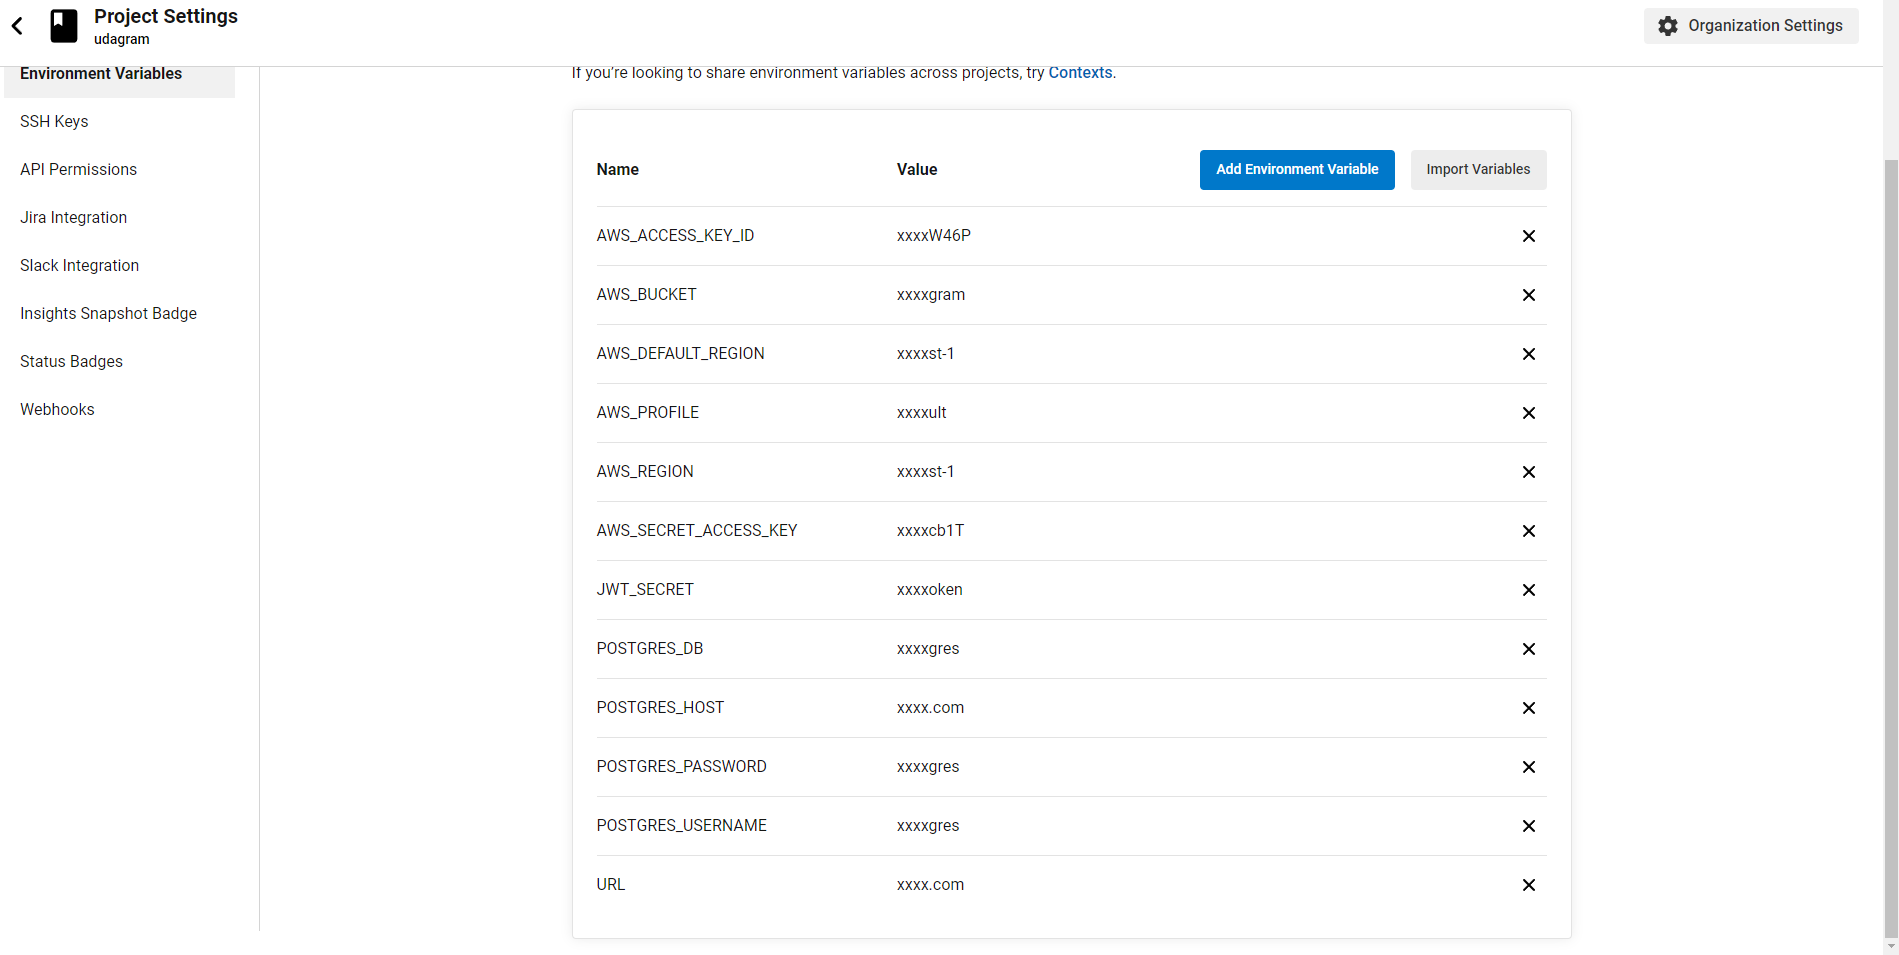 Project Settings
udagram
Organization Settings
Environment Variables
SSH Keys
API Permissions
Jira Integration
Slack Integration
Insights Snapshot Badge
Status Badges
Webhooks
If you're looking to share environment variables across projects, try Contexts.
Name Value Add Environment Variable Import Variables
AWS_ACCESS_KEY_ID xxxxW46P
AWS_BUCKET xxxxgram
AWS_DEFAULT_REGION xxxxst-1
AWS_PROFILE xxxxult
AWS_REGION xxxxst-1
AWS_SECRET_ACCESS_KEY xxxxcb1T
JWT_SECRET xxxxoken
POSTGRES_DB xxxxgres
POSTGRES_HOST xxxx.com
POSTGRES_PASSWORD xxxxgres
POSTGRES_USERNAME xxxxgres
URL xxxx.com